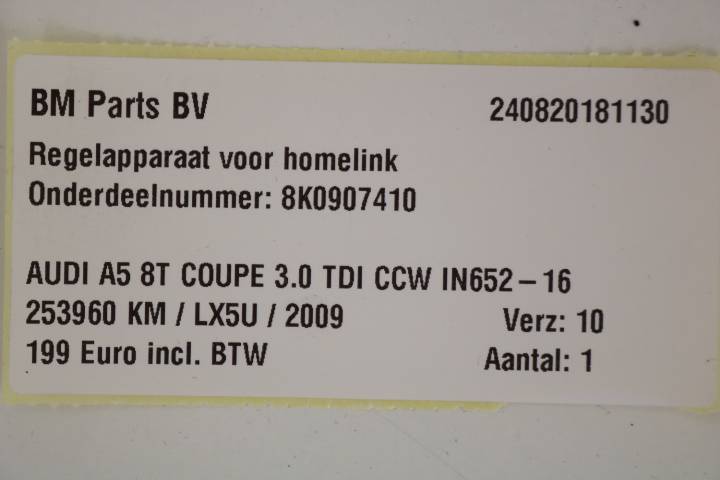 BM Parts BV 240820181130
Regelapparaat voor homelink
Onderdeelnummer: 8K0907410
AUDI A5 8T COUPE 3.0 TDI CCW IN652-16
253960 KM / LX5U / 2009 Verz: 10
199 Euro incl. BTW Aantal: 1